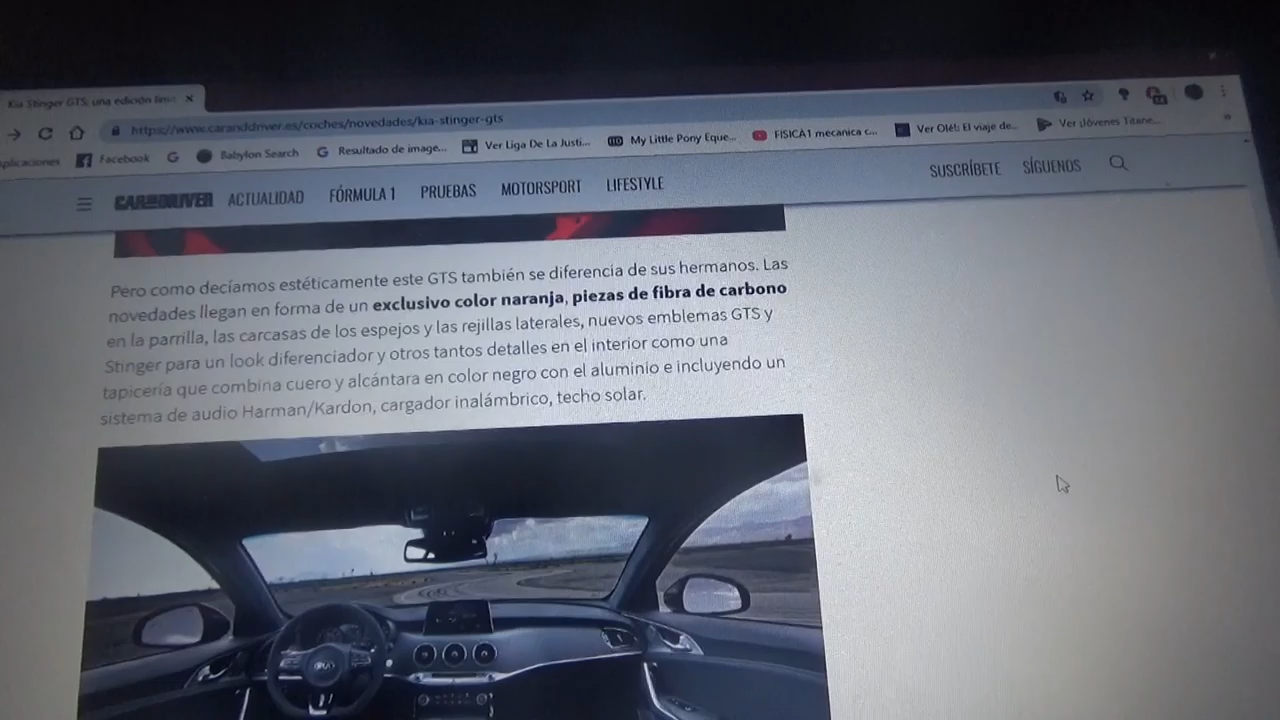 Kia Stinger GTS: una edición limi
https://www.caranddriver.es/coches/novedades/kia-stinger-gts
plicaciones Facebook Babylon Search Resultado de image... Ver Liga De La Justi... My Little Pony Eque... FISICA1 mecanica c... Ver Olé!: El viaje de... Ver Jóvenes Titane...
CAR AND DRIVER ACTUALIDAD FÓRMULA 1 PRUEBAS MOTORSPORT LIFESTYLE SUSCRÍBETE SÍGUENOS
Pero como decíamos estéticamente este GTS también se diferencia de sus hermanos. Las
novedades llegan en forma de un exclusivo color naranja, piezas de fibra de carbono
en la parrilla, las carcasas de los espejos y las rejillas laterales, nuevos emblemas GTS y
Stinger para un look diferenciador y otros tantos detalles en el interior como una
tapicería que combina cuero y alcántara en color negro con el aluminio e incluyendo un
sistema de audio Harman/Kardon, cargador inalámbrico, techo solar.
KIA